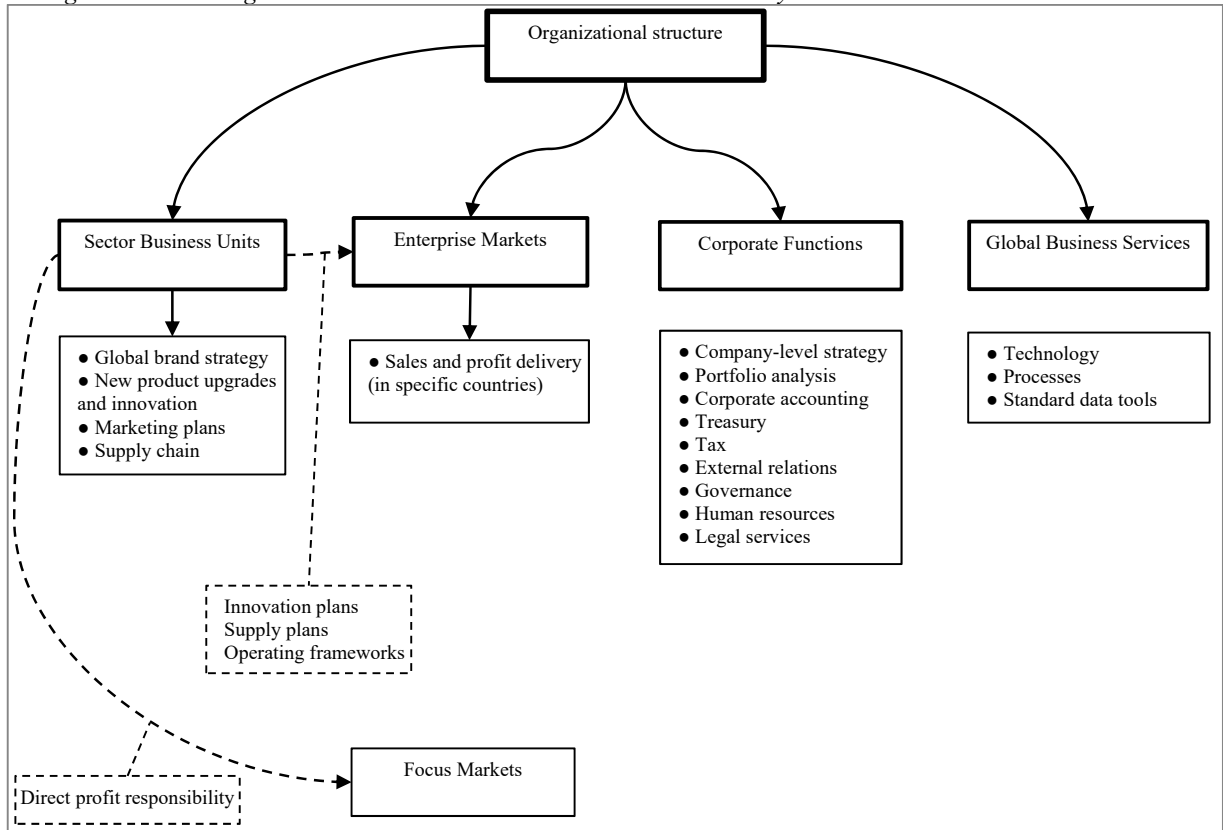 Organizational structure
Sector Business Units
Enterprise Markets
Corporate Functions
Global Business Services
● Global brand strategy
● New product upgrades
and innovation
● Marketing plans
● Supply chain
● Sales and profit delivery
(in specific countries)
● Company-level strategy
● Portfolio analysis
● Corporate accounting
● Treasury
● Tax
● External relations
● Governance
● Human resources
● Legal services
● Technology
● Processes
● Standard data tools
Innovation plans
Supply plans
Operating frameworks
Focus Markets
Direct profit responsibility